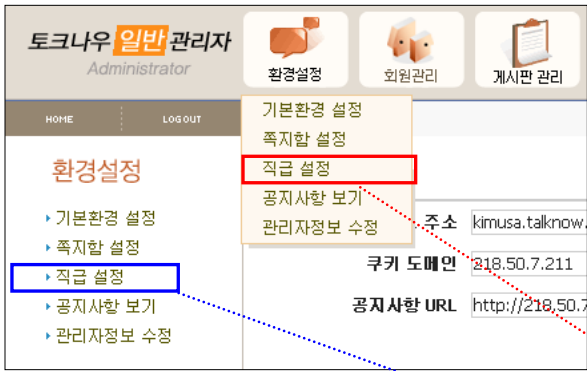 토크나우 일반 관리자
Administrator
환경설정
회원관리
게시판 관리
HOME
LOGOUT
기본환경 설정
쪽지함 설정
직급 설정
공지사항 보기
관리자정보 수정
환경설정
기본환경 설정
쪽지함 설정
직급 설정
공지사항 보기
관리자정보 수정
주소 kimusa.talknow.
쿠키 도메인 218.50.7.211
공지사항 URL http://218.50.7